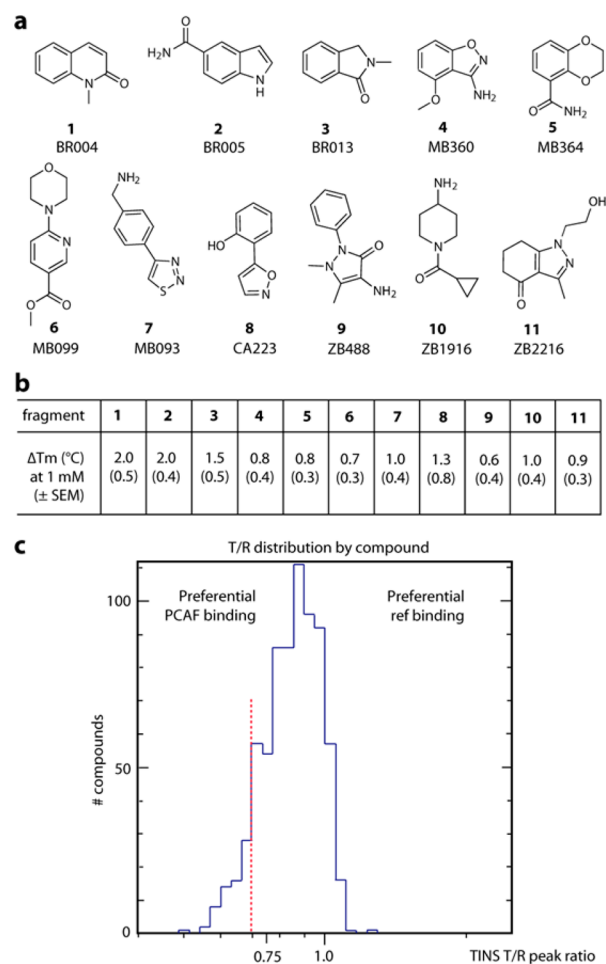 a
1
BR004
2
BR005
3
BR013
4
MB360
5
MB364
6
MB099
7
MB093
8
CA223
9
ZB488
10
ZB1916
11
ZB2216
N
O
H₂N
O
N
H
N
O
O
N
NH₂
O
O
O
O
NH₂
O
N
N
O
O
NH₂
N
N
S
HO
O
N
N
N
O
NH₂
NH₂
N
O
OH
N
N
O
b
fragment 1 2 3 4 5 6 7 8 9 10 11
ΔTm (°C) 2.0 2.0 1.5 0.8 0.8 0.7 1.0 1.3 0.6 1.0 0.9
at 1 mM (0.5) (0.4) (0.5) (0.4) (0.3) (0.3) (0.4) (0.8) (0.4) (0.4) (0.3)
(± SEM)
c
T/R distribution by compound
Preferential
PCAF binding
Preferential
ref binding
# compounds
100
50
0
0.75 1.0 TINS T/R peak ratio